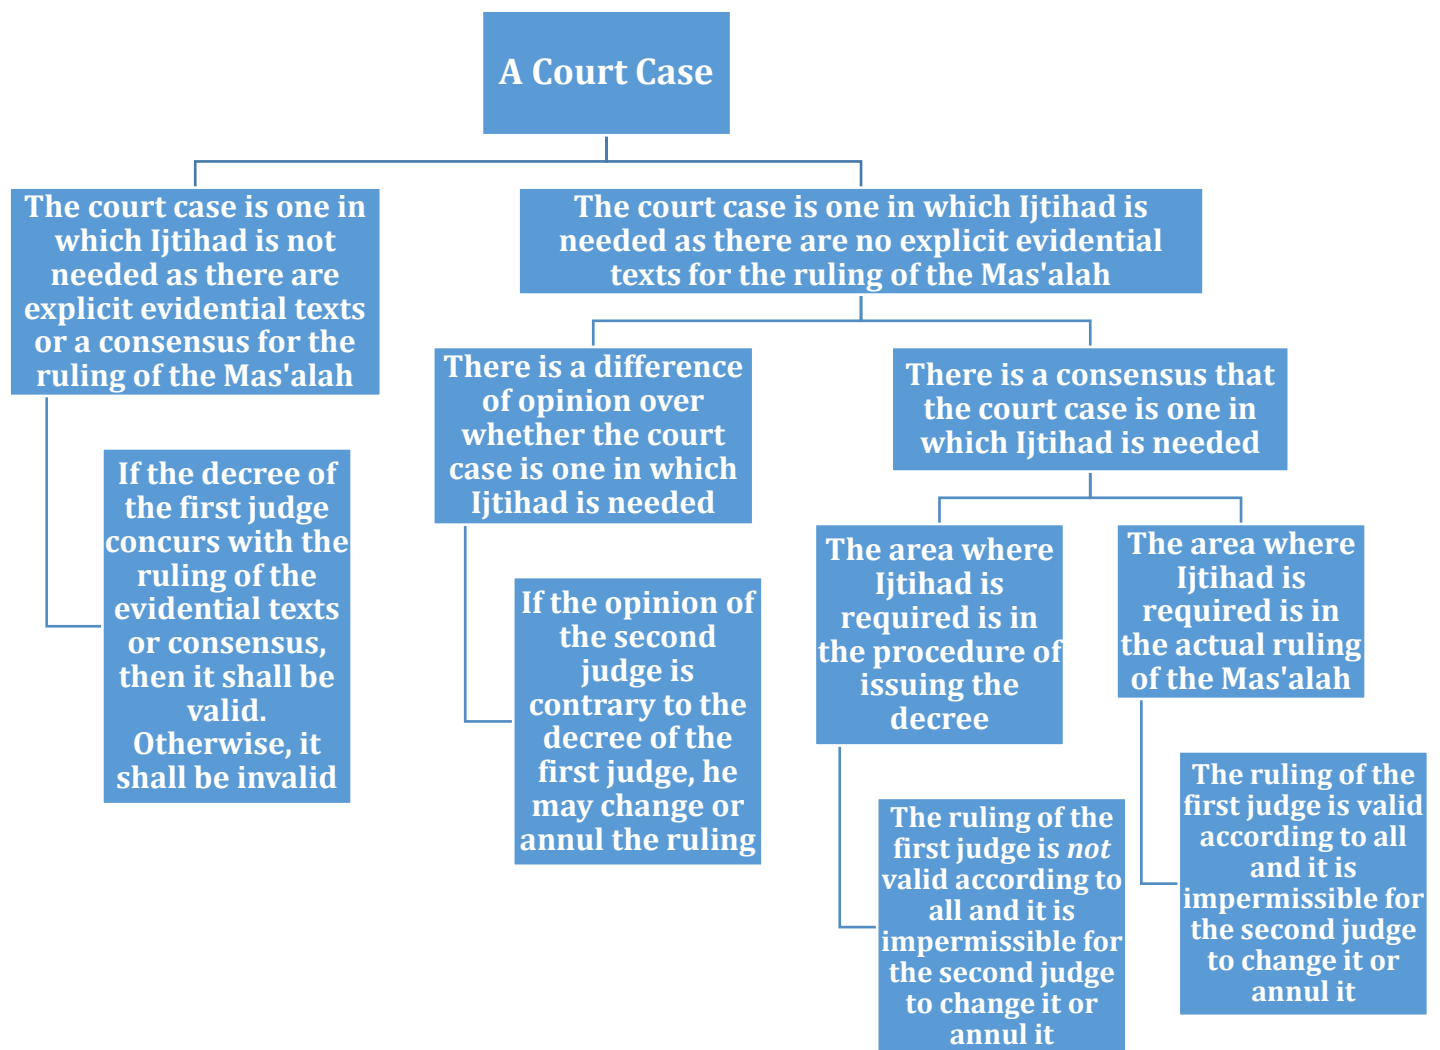 A Court Case
The court case is one in
which Ijtihad is not
needed as there are
explicit evidential texts
or a consensus for the
ruling of the Mas'alah
If the decree of
the first judge
concurs with the
ruling of the
evidential texts
or consensus,
then it shall be
valid.
Otherwise, it
shall be invalid
The court case is one in which Ijtihad is
needed as there are no explicit evidential
texts for the ruling of the Mas'alah
There is a difference
of opinion over
whether the court
case is one in which
Ijtihad is needed
If the opinion of
the second
judge is
contrary to the
decree of the
first judge, he
may change or
annul the ruling
There is a consensus that
the court case is one in
which Ijtihad is needed
The area where
Ijtihad is
required is in
the procedure of
issuing the
decree
The ruling of the
first judge is not
valid according to
all and it is
impermissible for
the second judge
to change it or
annul it
The area where
Ijtihad is
required is in
the actual ruling
of the Mas'alah
The ruling of the
first judge is valid
according to all
and it is
impermissible for
the second judge
to change it or
annul it